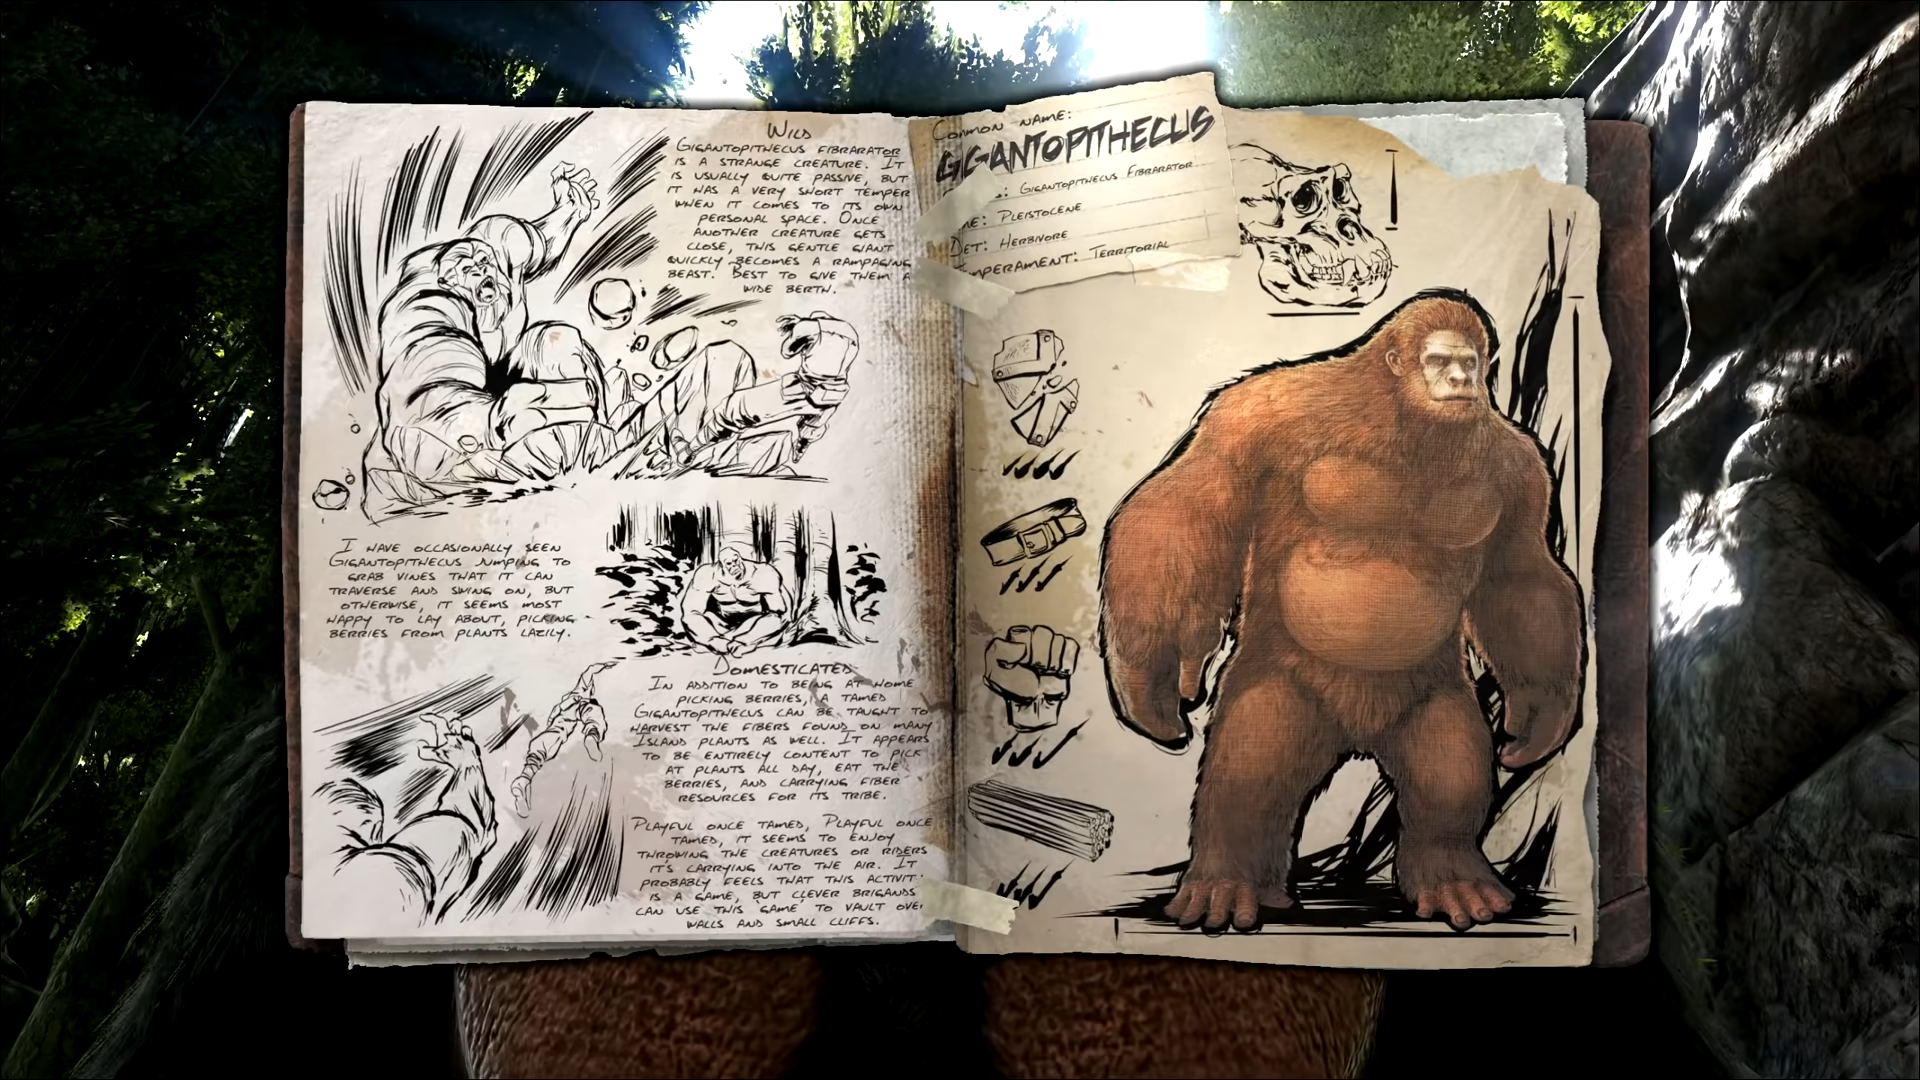 Wild
Gigantopithecus Fibrarator
is a strange creature. It
is usually quite passive, but
it has a very short temper
when it comes to its own
personal space. Once
another creature gets
close, this gentle giant
quickly becomes a rampaging
beast. Best to give them a
wide berth.
I have occasionally seen
Gigantopithecus jumping to
grab vines that it can
traverse and swing on, but
otherwise, it seems most
happy to lay about, picking
berries from plants lazily.
Domesticated
In addition to being at home
picking berries, a tamed
Gigantopithecus can be taught to
harvest the fibers found on many
Island plants as well. It appears
to be entirely content to pick
at plants all day, eat the
berries, and carrying fiber
resources for its tribe.
Playful once tamed, Playful once
tamed, it seems to enjoy
throwing the creatures or riders
it's carrying into the air. It
probably feels that this activit
is a game, but clever brigands
can use this 'game' to vault ove
walls and small cliffs.
Common name:
Gigantopithecus
Gigantopithecus Fibrarator
me: Pleistocene
Diet: Herbivore
Temperament: Territorial